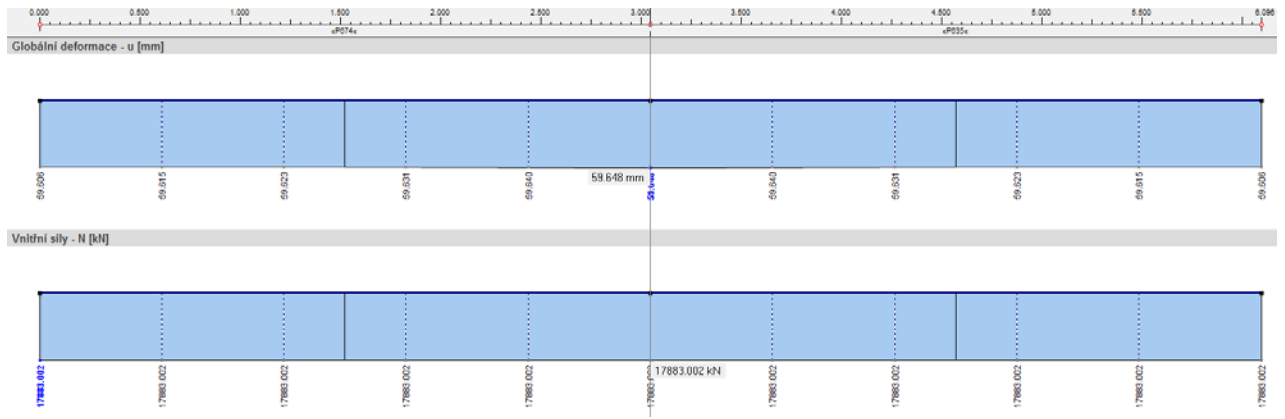 0.000 0.500 1.000 1.500 2.000 2.500 3.00 3.500 4.000 4.500 5.000 5.500 6.096
«P674» «P635»
Globální deformace - u [mm]
59.648 mm
59.606 59.615 59.623 59.631 59.640 59.640 59.631 59.623 59.615 59.606
Vnitřní síly - N [kN]
17883.002 kN
17883.002 17883.002 17883.002 17883.002 17883.002 17883.002 17883.002 17883.002 17883.002 17883.002